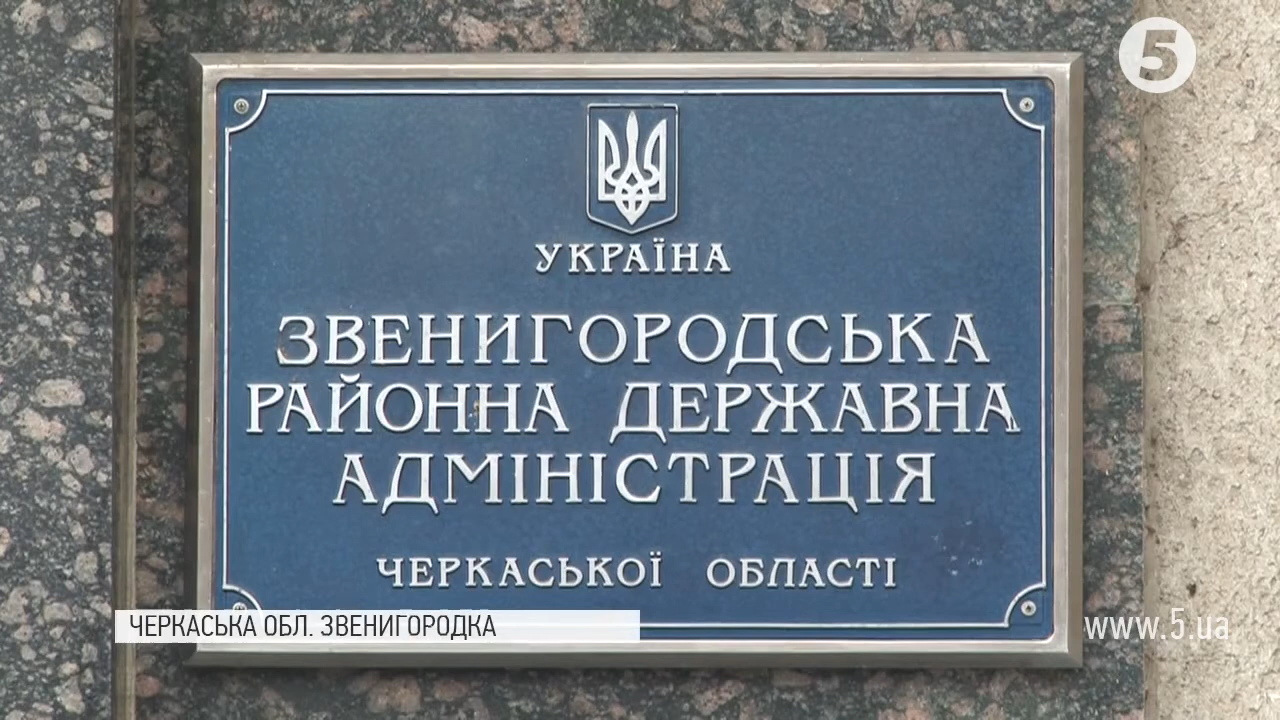 5
УКРАЇНА
ЗВЕНИГОРОДСЬКА
РАЙОННА ДЕРЖАВНА
АДМІНІСТРАЦІЯ
ЧЕРКАСЬКОЇ ОБЛАСТІ
ЧЕРКАСЬКА ОБЛ. ЗВЕНИГОРОДКА
www.5.ua